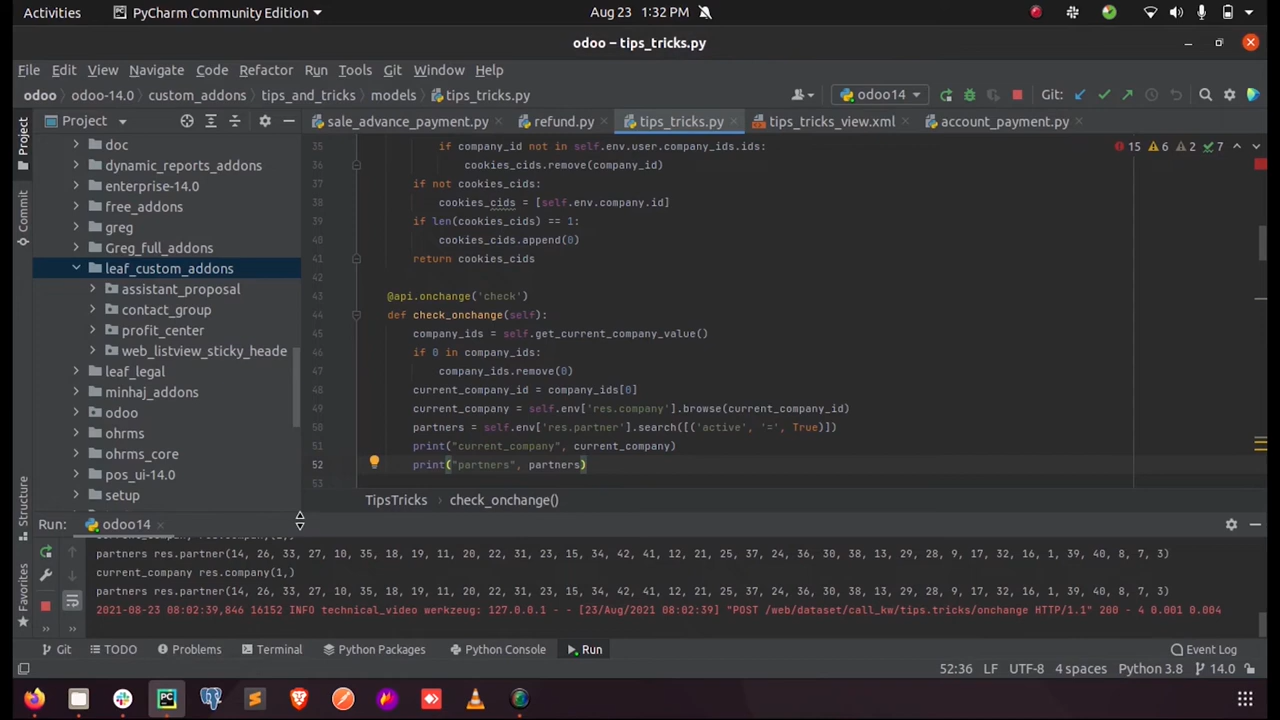 Activities
PyCharm Community Edition
Aug 23 1:32 PM
odoo – tips_tricks.py
File Edit View Navigate Code Refactor Run Tools Git Window Help
odoo odoo-14.0 custom_addons tips_and_tricks models tips_tricks.py
odoo14
Git:
Project
Project
sale_advance_payment.py
refund.py
tips_tricks.py
tips_tricks_view.xml
account_payment.py
doc
dynamic_reports_addons
enterprise-14.0
free_addons
greg
Greg_full_addons
leaf_custom_addons
assistant_proposal
contact_group
profit_center
web_listview_sticky_heade
leaf_legal
minhaj_addons
odoo
ohrms
ohrms_core
pos_ui-14.0
setup
Commit
Structure
Favorites
15 6 2 7
35 if company_id not in self.env.user.company_ids.ids:
36 cookies_cids.remove(company_id)
37 if not cookies_cids:
38 cookies_cids = [self.env.company.id]
39 if len(cookies_cids) == 1:
40 cookies_cids.append(0)
41 return cookies_cids
42
43 @api.onchange('check')
44 def check_onchange(self):
45 company_ids = self.get_current_company_value()
46 if 0 in company_ids:
47 company_ids.remove(0)
48 current_company_id = company_ids[0]
49 current_company = self.env['res.company'].browse(current_company_id)
50 partners = self.env['res.partner'].search([('active', '=', True)])
51 print("current_company", current_company)
52 print("partners", partners)
53
TipsTricks check_onchange()
Run: odoo14
partners res.partner(14, 26, 33, 27, 10, 35, 18, 19, 11, 20, 22, 31, 23, 15, 34, 42, 41, 12, 21, 25, 37, 24, 36, 30, 38, 13, 29, 28, 9, 17, 32, 16, 1, 39, 40, 8, 7, 3)
current_company res.company(1,)
partners res.partner(14, 26, 33, 27, 10, 35, 18, 19, 11, 20, 22, 31, 23, 15, 34, 42, 41, 12, 21, 25, 37, 24, 36, 30, 38, 13, 29, 28, 9, 17, 32, 16, 1, 39, 40, 8, 7, 3)
2021-08-23 08:02:39,846 16152 INFO technical_video werkzeug: 127.0.0.1 - - [23/Aug/2021 08:02:39] "POST /web/dataset/call_kw/tips.tricks/onchange HTTP/1.1" 200 - 4 0.001 0.004
Git TODO Problems Terminal Python Packages Python Console Run Event Log
52:36 LF UTF-8 4 spaces Python 3.8 14.0